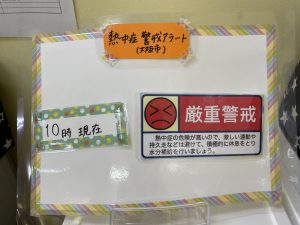 熱中症 警戒アラート
(大阪市)
10時 現在
厳重警戒
熱中症の危険が高いので、激しい運動や
持久走などは避けて、積極的に休息をとり
水分補給を行いましょう。